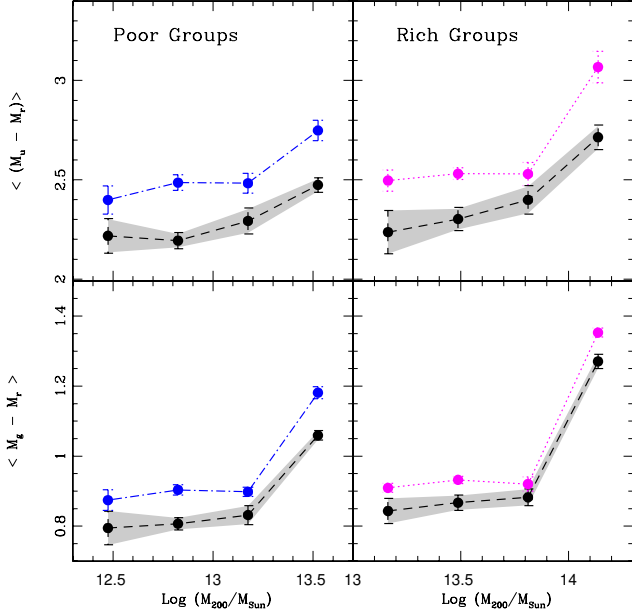 Poor Groups
Rich Groups
< (M_u − M_r)>
3
2.5
2
< M_g − M_r >
1.4
1.2
1
0.8
12.5
13
13.5
13
13.5
14
Log (M_200/M_Sun)
Log (M_200/M_Sun)